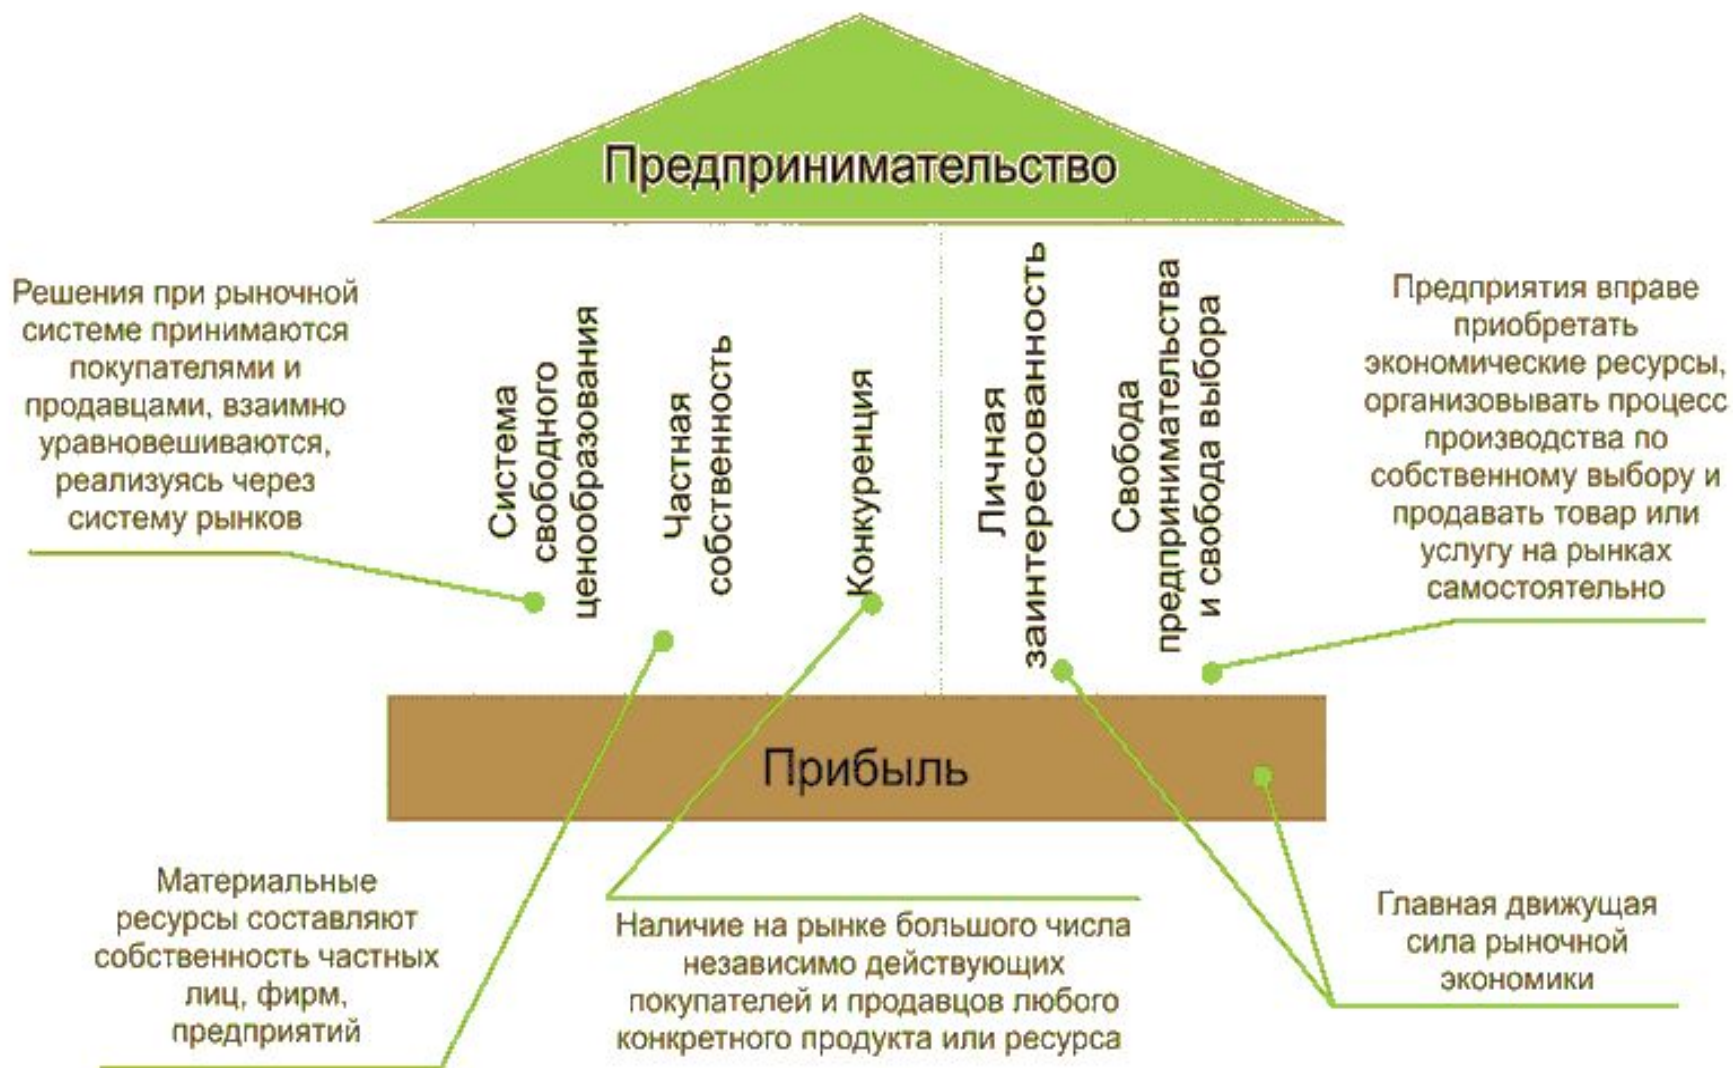 Предпринимательство
Решения при рыночной
системе принимаются
покупателями и
продавцами, взаимно
уравновешиваются,
реализуясь через
систему рынков
Система
свободного
ценообразования
Частная
собственность
Конкуренция
Личная
заинтересованность
Свобода
предпринимательства
и свобода выбора
Предприятия вправе
приобретать
экономические ресурсы,
организовывать процесс
производства по
собственному выбору и
продавать товар или
услугу на рынках
самостоятельно
Прибыль
Материальные
ресурсы составляют
собственность частных
лиц, фирм,
предприятий
Наличие на рынке большого числа
независимо действующих
покупателей и продавцов любого
конкретного продукта или ресурса
Главная движущая
сила рыночной
экономики